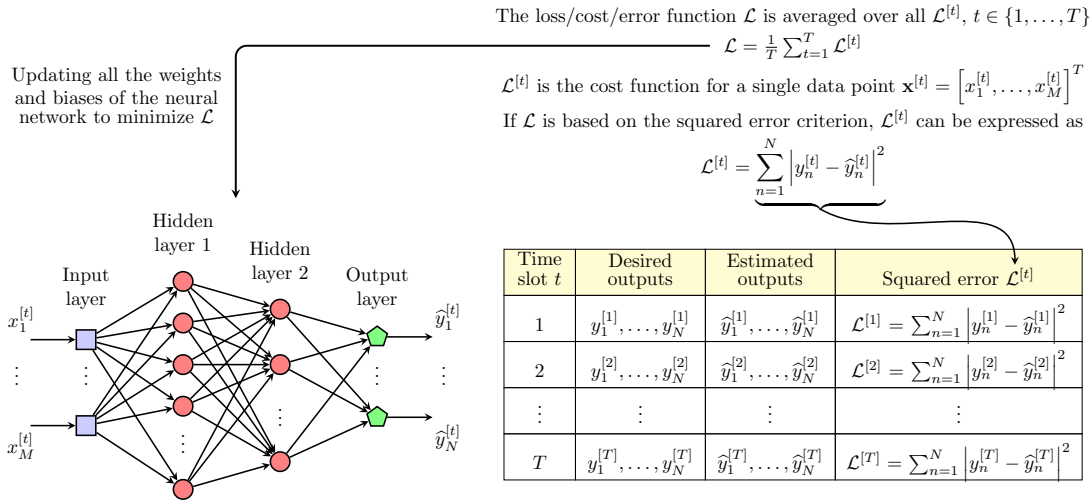 The loss/cost/error function ℒ is averaged over all ℒ^{[t]}, t ∈ {1, . . . , T}
ℒ = \frac{1}{T} ∑_{t=1}^{T} ℒ^{[t]}
ℒ^{[t]} is the cost function for a single data point 𝐱^{[t]} = [x_1^{[t]}, . . . , x_M^{[t]}]^T
If ℒ is based on the squared error criterion, ℒ^{[t]} can be expressed as
ℒ^{[t]} = ∑_{n=1}^{N} |y_n^{[t]} − ŷ_n^{[t]}|^2
Updating all the weights
and biases of the neural
network to minimize ℒ
Hidden
layer 1
Hidden
layer 2
Input
layer
Output
layer
x_1^{[t]}
ŷ_1^{[t]}
⋮ ⋮ ⋮ ⋮
⋮
⋮
x_M^{[t]}
ŷ_N^{[t]}
Time slot t | Desired outputs | Estimated outputs | Squared error ℒ^{[t]}
1 | y_1^{[1]}, . . . , y_N^{[1]} | ŷ_1^{[1]}, . . . , ŷ_N^{[1]} | ℒ^{[1]} = ∑_{n=1}^{N} |y_n^{[1]} − ŷ_n^{[1]}|^2
2 | y_1^{[2]}, . . . , y_N^{[2]} | ŷ_1^{[2]}, . . . , ŷ_N^{[2]} | ℒ^{[2]} = ∑_{n=1}^{N} |y_n^{[2]} − ŷ_n^{[2]}|^2
⋮ | ⋮ | ⋮ | ⋮
T | y_1^{[T]}, . . . , y_N^{[T]} | ŷ_1^{[T]}, . . . , ŷ_N^{[T]} | ℒ^{[T]} = ∑_{n=1}^{N} |y_n^{[T]} − ŷ_n^{[T]}|^2